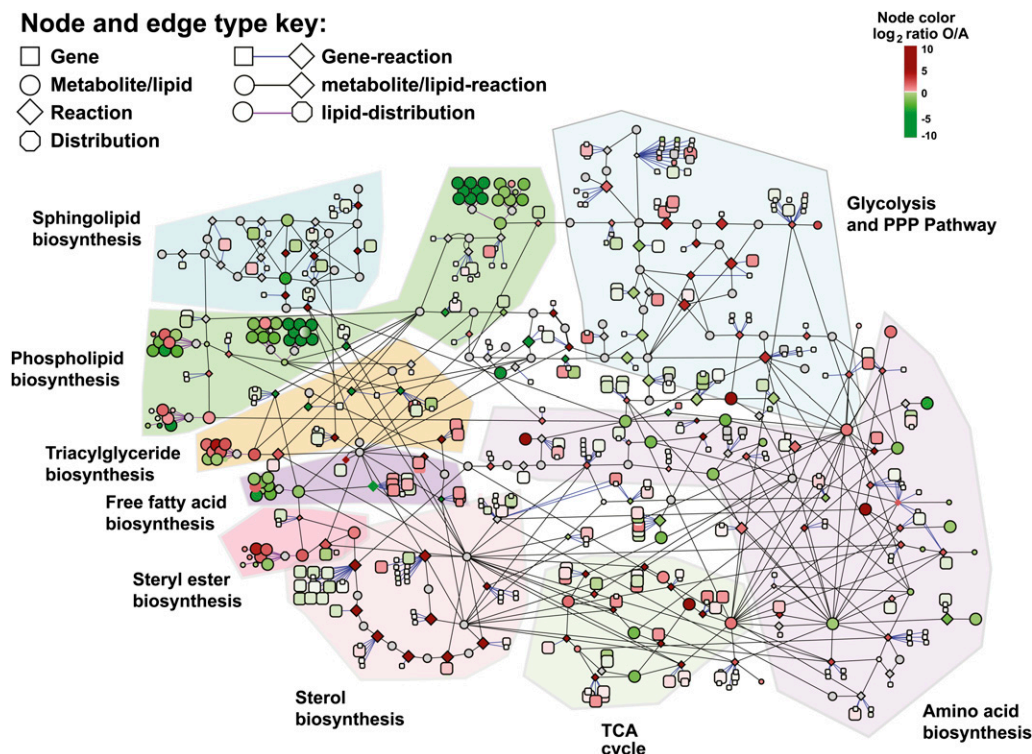 Node and edge type key:
Gene
Metabolite/lipid
Reaction
Distribution
Gene-reaction
metabolite/lipid-reaction
lipid-distribution
Node color
log2 ratio O/A
10
5
0
-5
-10
Sphingolipid
biosynthesis
Glycolysis
and PPP Pathway
Phospholipid
biosynthesis
Triacylglyceride
biosynthesis
Free fatty acid
biosynthesis
Steryl ester
biosynthesis
Sterol
biosynthesis
TCA
cycle
Amino acid
biosynthesis